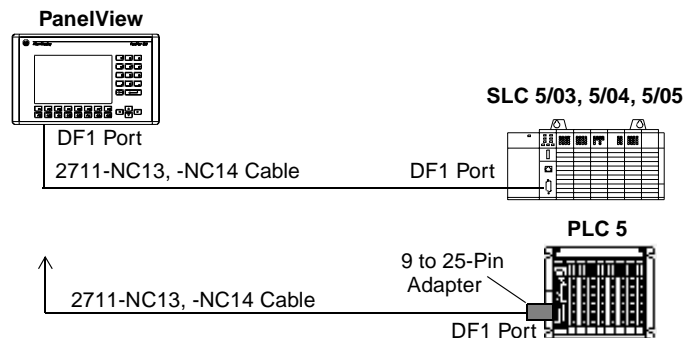 PanelView
SLC 5/03, 5/04, 5/05
DF1 Port
2711-NC13, -NC14 Cable
DF1 Port
PLC 5
9 to 25-Pin
Adapter
2711-NC13, -NC14 Cable
DF1 Port